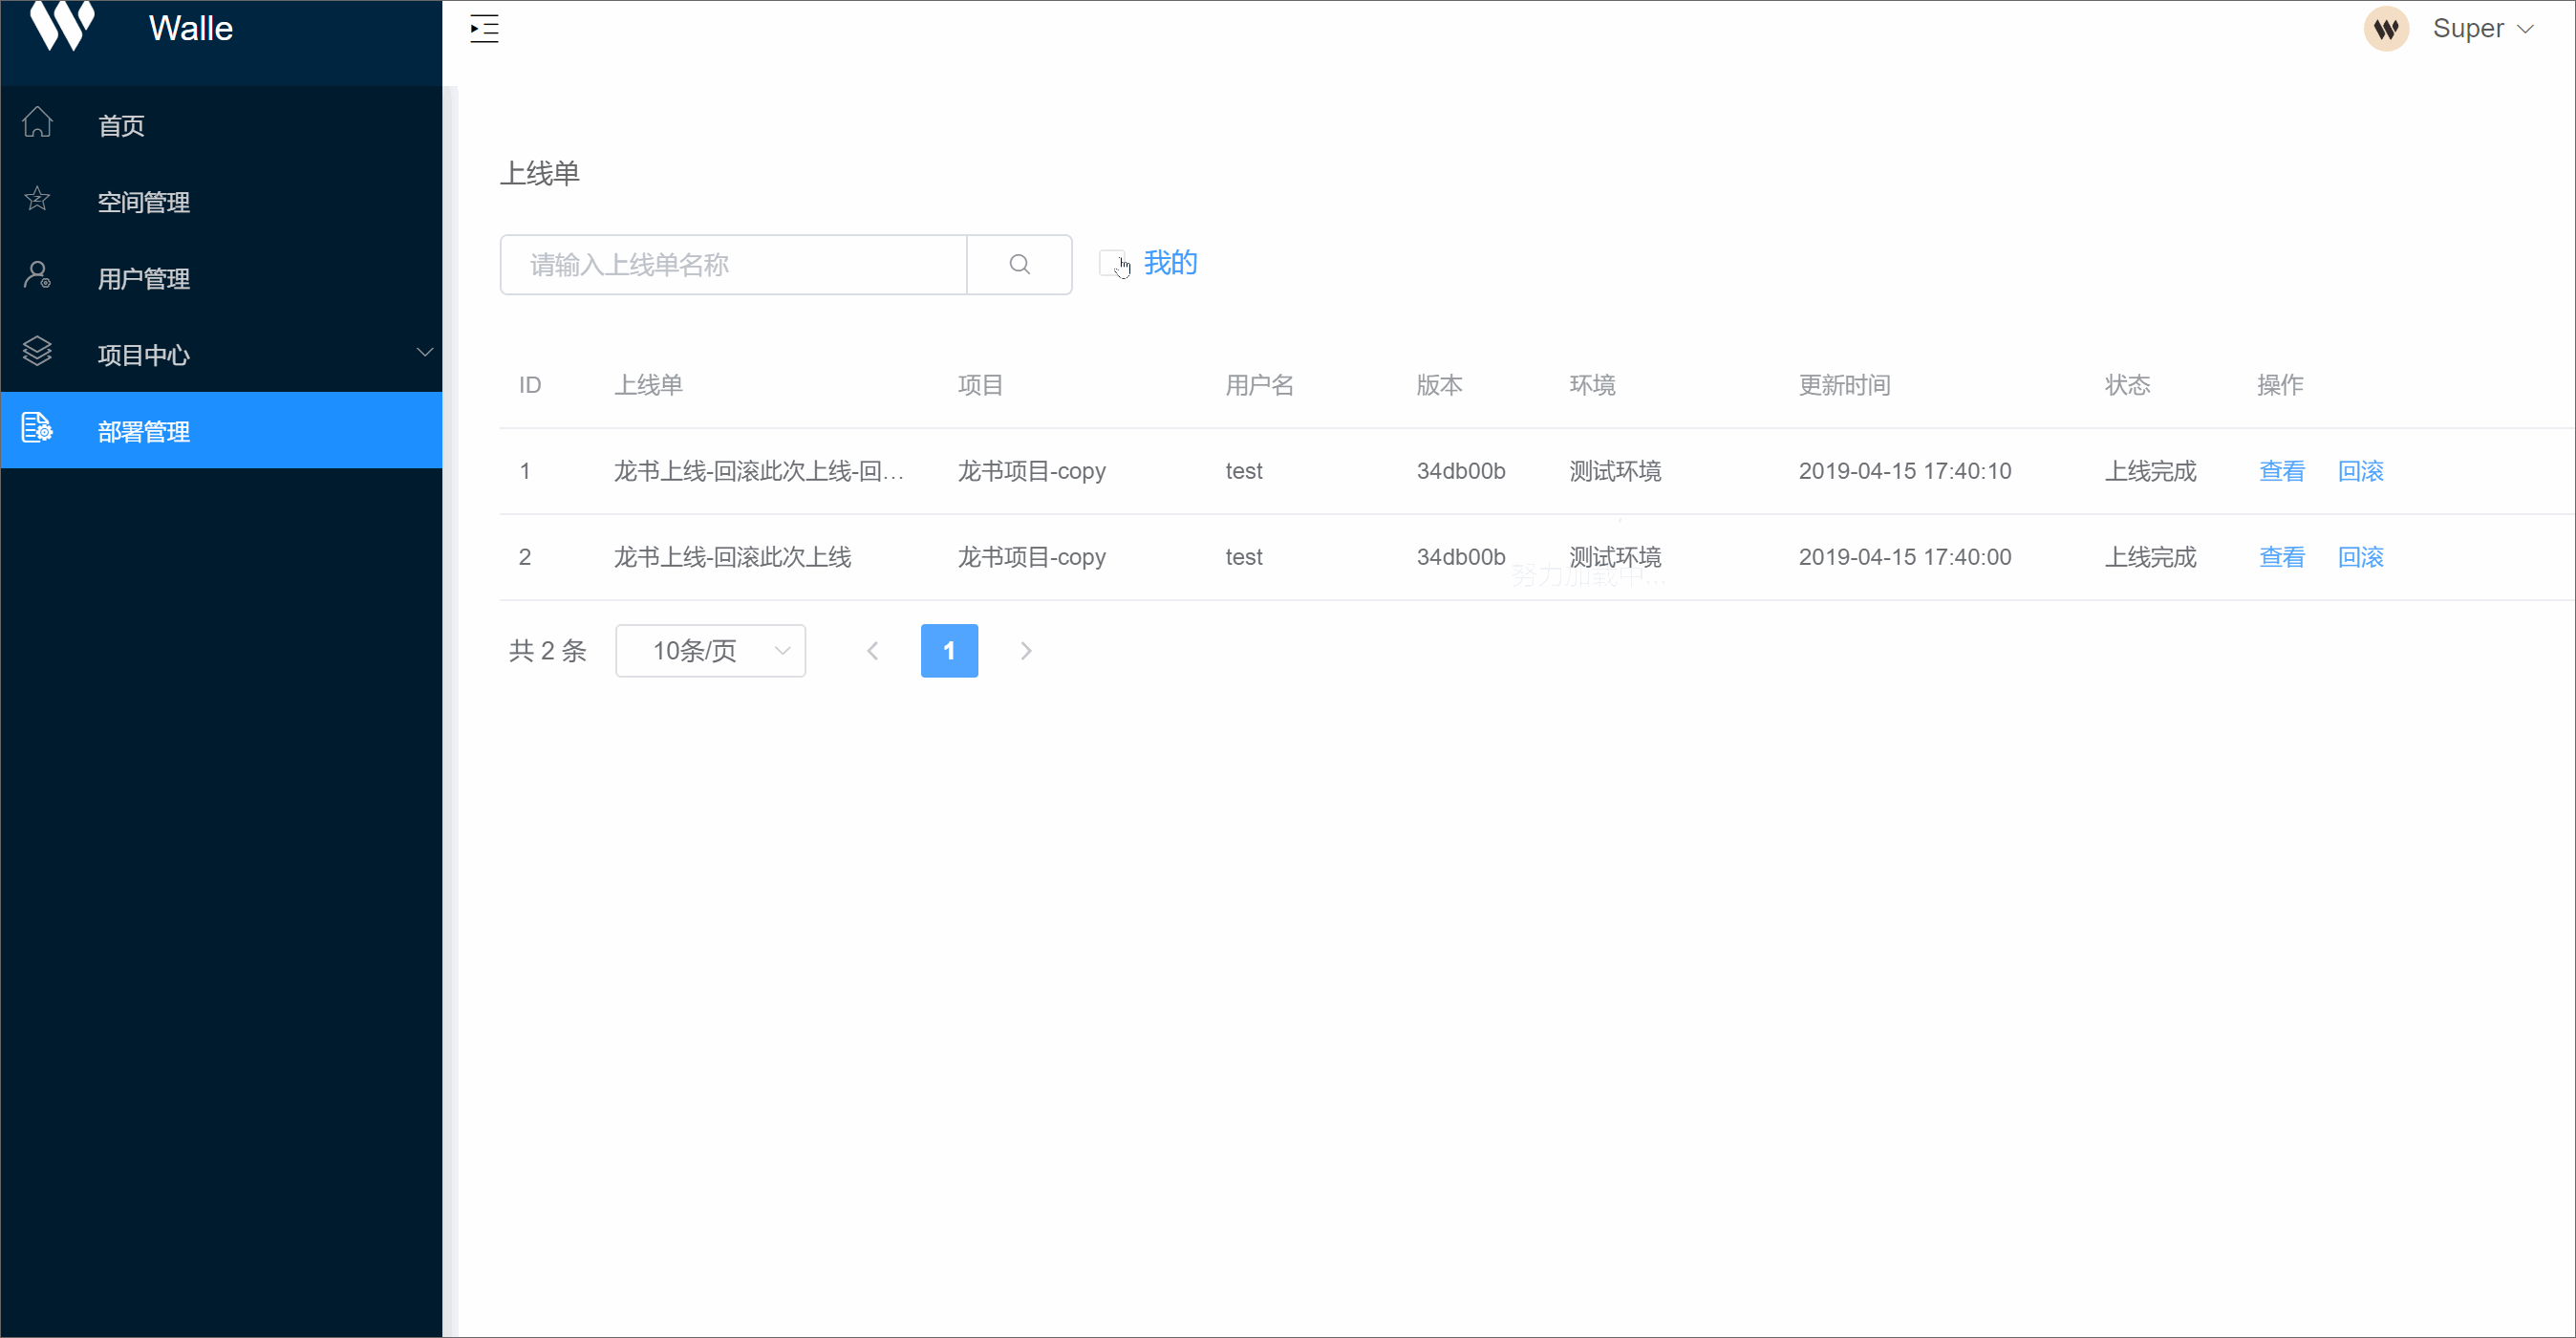 Walle
Super
首页
空间管理
用户管理
项目中心
部署管理
上线单
请输入上线单名称
我的
ID 上线单 项目 用户名 版本 环境 更新时间 状态 操作
1 龙书上线-回滚此次上线-回... 龙书项目-copy test 34db00b 测试环境 2019-04-15 17:40:10 上线完成 查看 回滚
2 龙书上线-回滚此次上线 龙书项目-copy test 34db00b 测试环境 2019-04-15 17:40:00 上线完成 查看 回滚
努力加载中...
共 2 条 10条/页 1